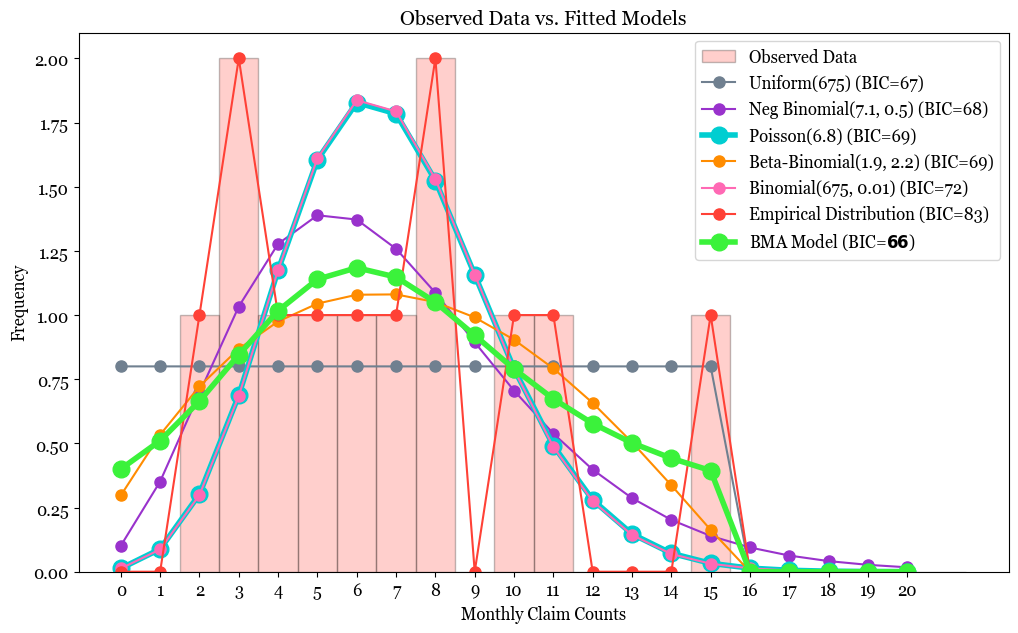 Observed Data vs. Fitted Models
Observed Data
Uniform(675) (BIC=67)
Neg Binomial(7.1, 0.5) (BIC=68)
Poisson(6.8) (BIC=69)
Beta-Binomial(1.9, 2.2) (BIC=69)
Binomial(675, 0.01) (BIC=72)
Empirical Distribution (BIC=83)
BMA Model (BIC=66)
Frequency
2.00
1.75
1.50
1.25
1.00
0.75
0.50
0.25
0.00
0 1 2 3 4 5 6 7 8 9 10 11 12 13 14 15 16 17 18 19 20
Monthly Claim Counts